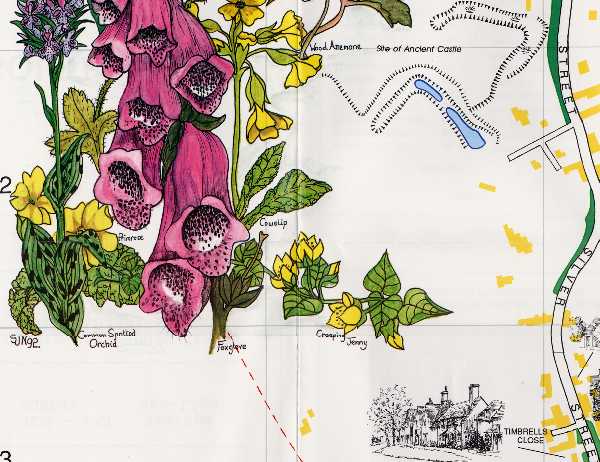 Wood Anemone
Site of Ancient Castle
STREET
2
Cowslip
Primrose
SILVER
SJN92.
Common Spotted
Orchid
Foxglove
Creeping
Jenny
TIMBRELLS
CLOSE
STREET
3